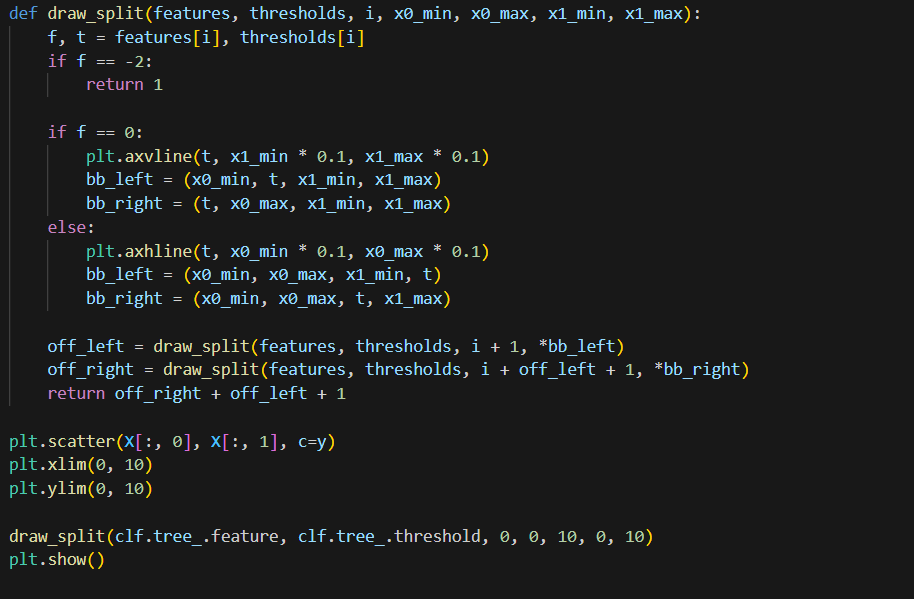 def draw_split(features, thresholds, i, x0_min, x0_max, x1_min, x1_max):
    f, t = features[i], thresholds[i]
    if f == -2:
        return 1

    if f == 0:
        plt.axvline(t, x1_min * 0.1, x1_max * 0.1)
        bb_left = (x0_min, t, x1_min, x1_max)
        bb_right = (t, x0_max, x1_min, x1_max)
    else:
        plt.axhline(t, x0_min * 0.1, x0_max * 0.1)
        bb_left = (x0_min, x0_max, x1_min, t)
        bb_right = (x0_min, x0_max, t, x1_max)

    off_left = draw_split(features, thresholds, i + 1, *bb_left)
    off_right = draw_split(features, thresholds, i + off_left + 1, *bb_right)
    return off_right + off_left + 1

plt.scatter(X[:, 0], X[:, 1], c=y)
plt.xlim(0, 10)
plt.ylim(0, 10)

draw_split(clf.tree_.feature, clf.tree_.threshold, 0, 0, 10, 0, 10)
plt.show()